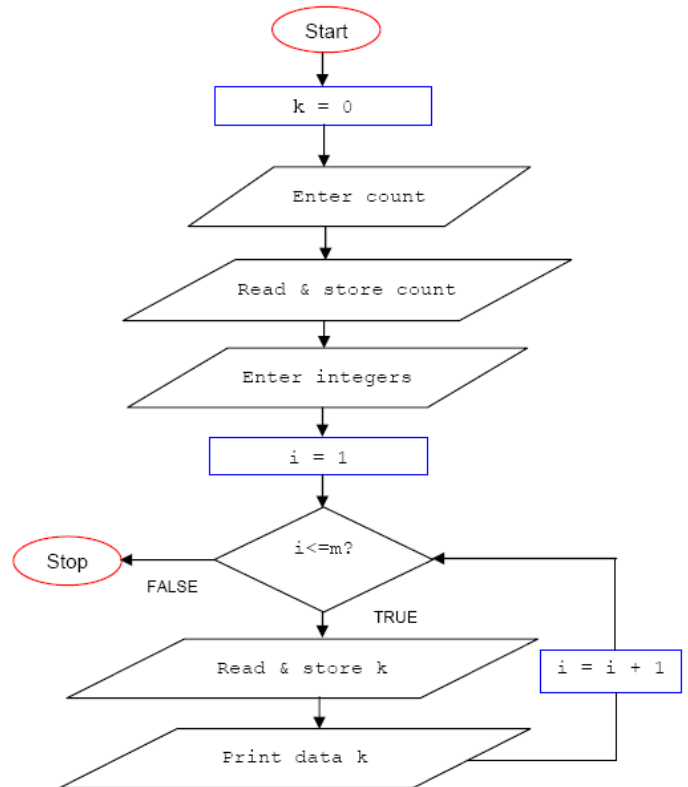 Start
k = 0
Enter count
Read & store count
Enter integers
i = 1
i<=m?
Stop
FALSE
TRUE
Read & store k
i = i + 1
Print data k